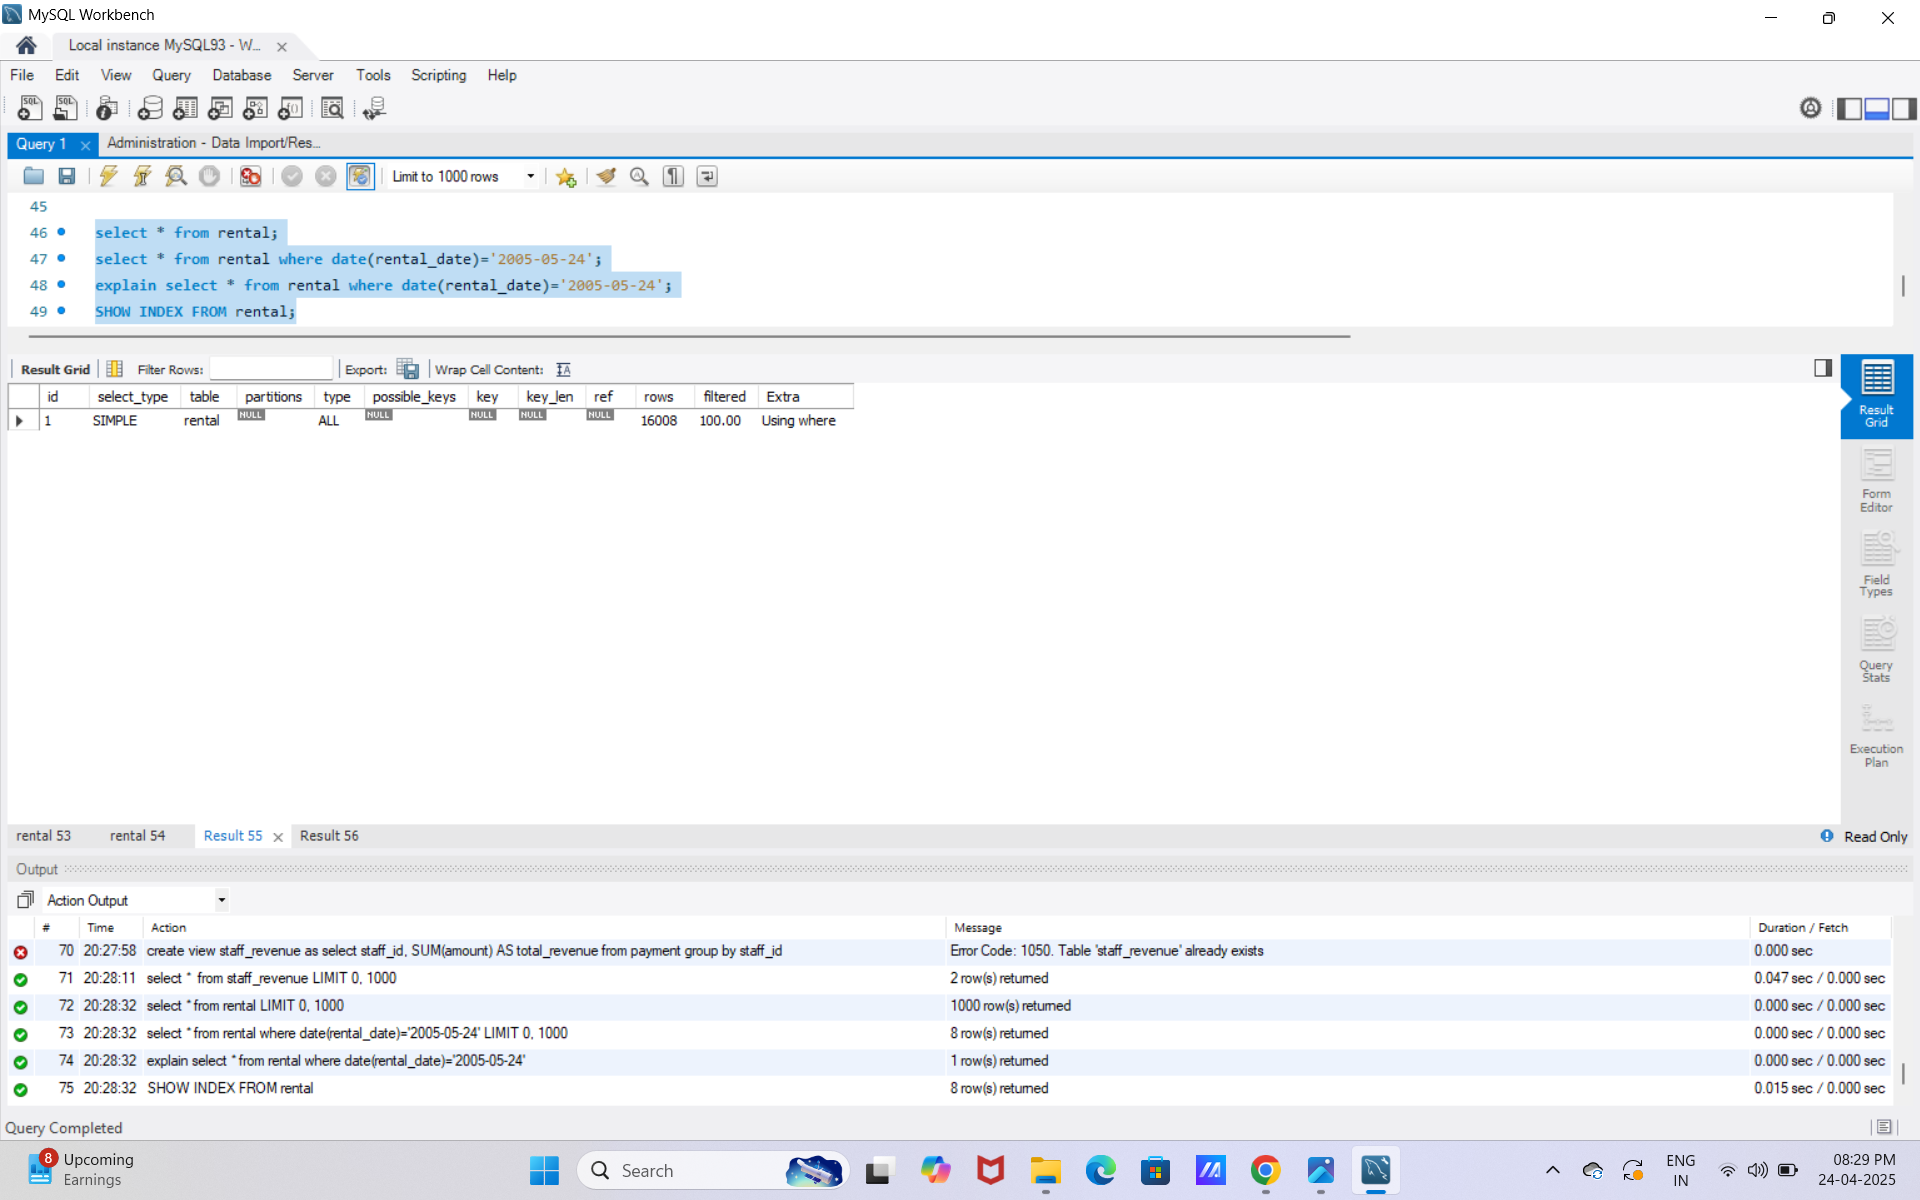 MySQL Workbench
Local instance MySQL93 - W...
File Edit View Query Database Server Tools Scripting Help
Query 1 Administration - Data Import/Res...
Limit to 1000 rows
45
46 select * from rental;
47 select * from rental where date(rental_date)='2005-05-24';
48 explain select * from rental where date(rental_date)='2005-05-24';
49 SHOW INDEX FROM rental;
Result Grid Filter Rows: Export: Wrap Cell Content:
id select_type table partitions type possible_keys key key_len ref rows filtered Extra
1 SIMPLE rental NULL ALL NULL NULL NULL NULL 16008 100.00 Using where
Result
Grid
Form
Editor
Field
Types
Query
Stats
Execution
Plan
rental 53 rental 54 Result 55 Result 56 Read Only
Output
Action Output
# Time Action Message Duration / Fetch
70 20:27:58 create view staff_revenue as select staff_id, SUM(amount) AS total_revenue from payment group by staff_id Error Code: 1050. Table 'staff_revenue' already exists 0.000 sec
71 20:28:11 select * from staff_revenue LIMIT 0, 1000 2 row(s) returned 0.047 sec / 0.000 sec
72 20:28:32 select * from rental LIMIT 0, 1000 1000 row(s) returned 0.000 sec / 0.000 sec
73 20:28:32 select * from rental where date(rental_date)='2005-05-24' LIMIT 0, 1000 8 row(s) returned 0.000 sec / 0.000 sec
74 20:28:32 explain select * from rental where date(rental_date)='2005-05-24' 1 row(s) returned 0.000 sec / 0.000 sec
75 20:28:32 SHOW INDEX FROM rental 8 row(s) returned 0.015 sec / 0.000 sec
Query Completed
8 Upcoming
Earnings
Search
ENG
IN
08:29 PM
24-04-2025